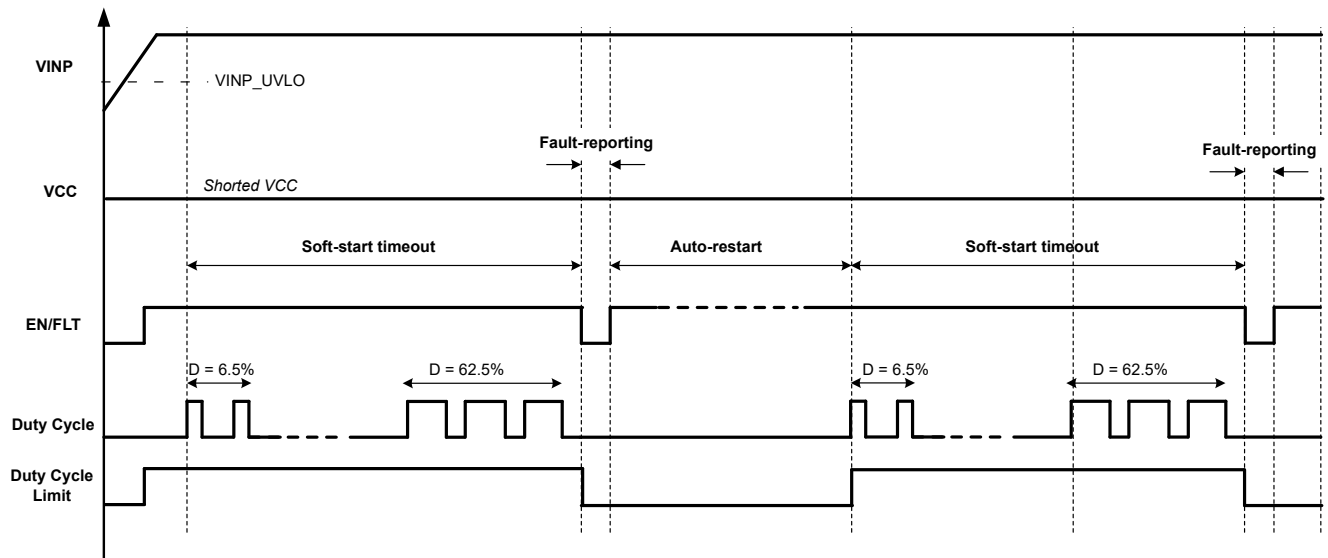 VINP
VINP_UVLO
Fault-reporting
Fault-reporting
VCC
Shorted VCC
Soft-start timeout
Auto-restart
Soft-start timeout
EN/FLT
D = 6.5%
D = 62.5%
D = 6.5%
D = 62.5%
Duty Cycle
Duty Cycle
Limit